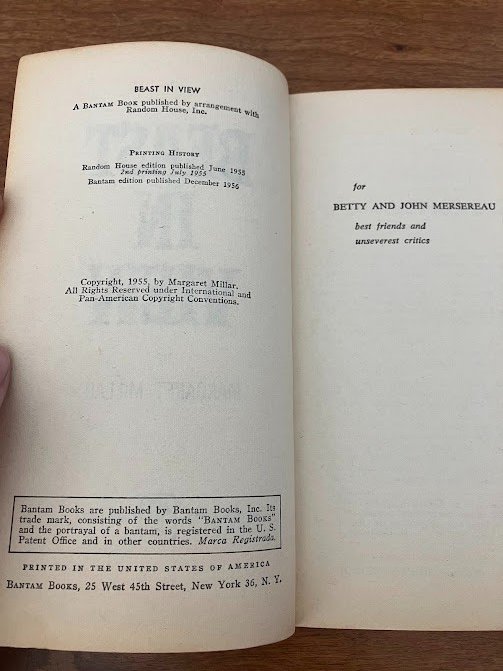 BEAST IN VIEW
A BANTAM BOOK published by arrangement with
Random House, Inc.
PRINTING HISTORY
Random House edition published June 1955
2nd printing July 1955
Bantam edition published December 1956
Copyright, 1955, by Margaret Millar.
All Rights Reserved under International and
Pan-American Copyright Conventions.
Bantam Books are published by Bantam Books, Inc. Its
trade mark, consisting of the words "BANTAM BOOKS"
and the portrayal of a bantam, is registered in the U. S.
Patent Office and in other countries. Marca Registrada.
PRINTED IN THE UNITED STATES OF AMERICA
BANTAM BOOKS, 25 West 45th Street, New York 36, N. Y.
for
BETTY AND JOHN MERSEREAU
best friends and
unseverest critics